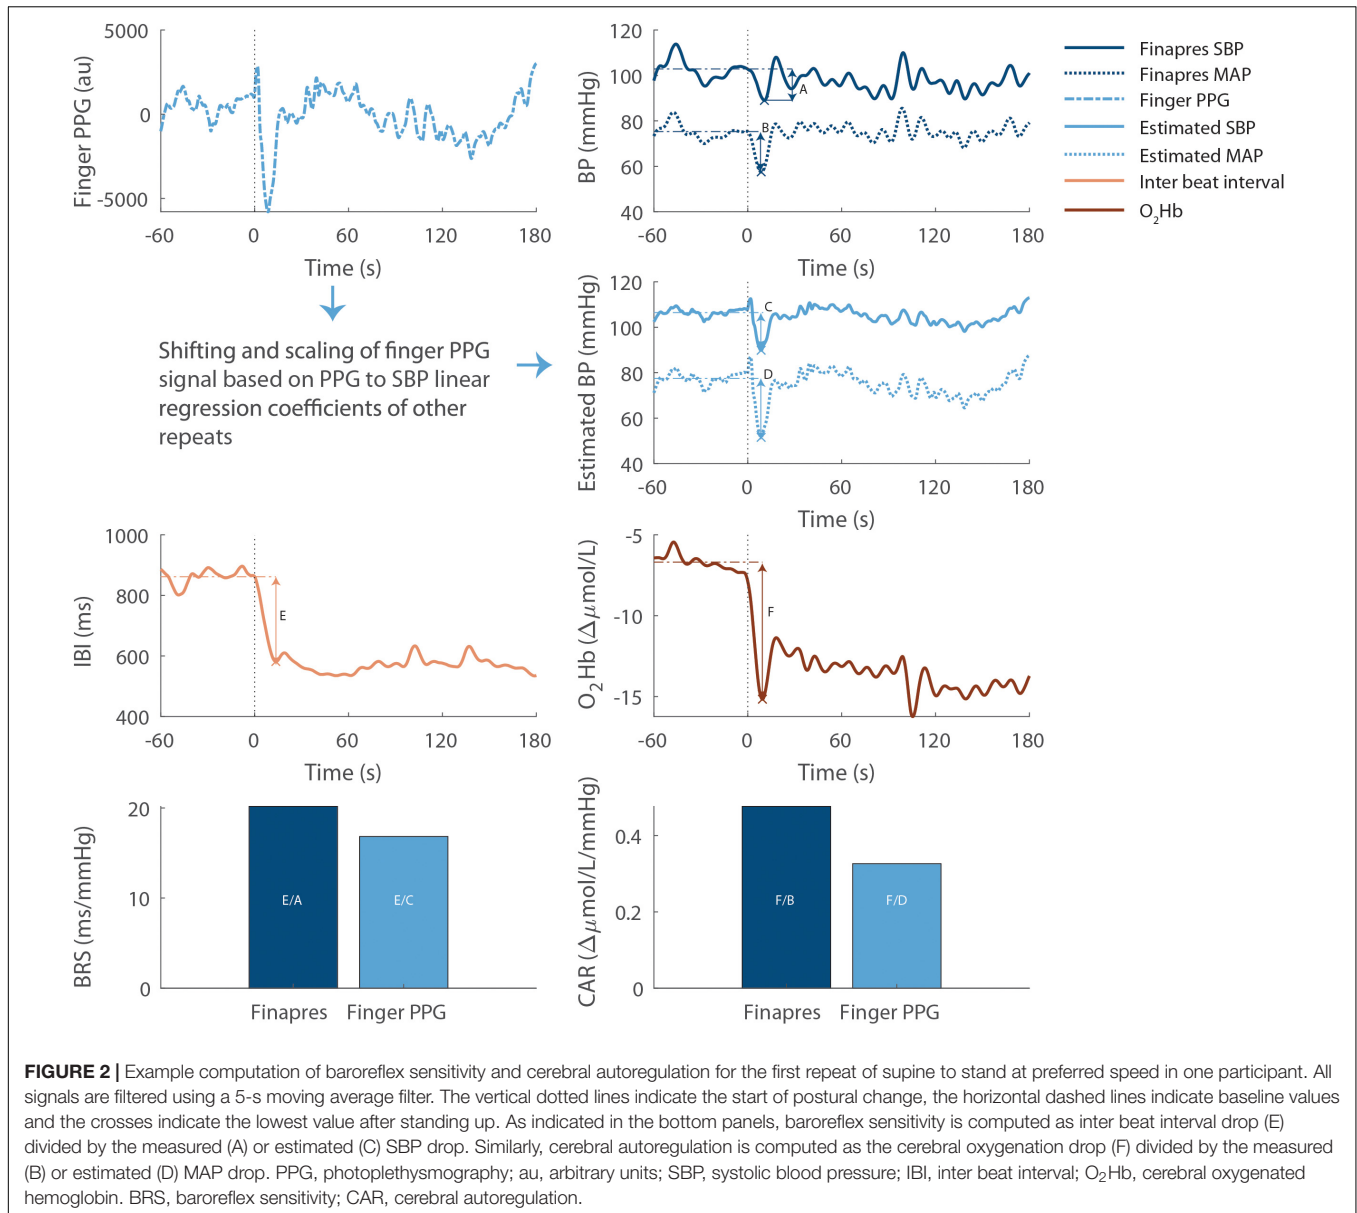 5000
0
-5000
Finger PPG (au)
-60
0
60
120
180
Time (s)
120
100
80
60
40
BP (mmHg)
A
B
-60
0
60
120
180
Time (s)
Finapres SBP
Finapres MAP
Finger PPG
Estimated SBP
Estimated MAP
Inter beat interval
O2Hb
Shifting and scaling of finger PPG
signal based on PPG to SBP linear
regression coefficients of other
repeats
120
100
80
60
40
Estimated BP (mmHg)
C
D
-60
0
60
120
180
Time (s)
1000
800
600
400
IBI (ms)
E
-60
0
60
120
180
Time (s)
-5
-10
-15
O2Hb (Δμmol/L)
F
-60
0
60
120
180
Time (s)
20
10
0
BRS (ms/mmHg)
E/A
E/C
Finapres
Finger PPG
0.4
0.2
0
CAR (Δμmol/L/mmHg)
F/B
F/D
Finapres
Finger PPG
FIGURE 2 | Example computation of baroreflex sensitivity and cerebral autoregulation for the first repeat of supine to stand at preferred speed in one participant. All
signals are filtered using a 5-s moving average filter. The vertical dotted lines indicate the start of postural change, the horizontal dashed lines indicate baseline values
and the crosses indicate the lowest value after standing up. As indicated in the bottom panels, baroreflex sensitivity is computed as inter beat interval drop (E)
divided by the measured (A) or estimated (C) SBP drop. Similarly, cerebral autoregulation is computed as the cerebral oxygenation drop (F) divided by the measured
(B) or estimated (D) MAP drop. PPG, photoplethysmography; au, arbitrary units; SBP, systolic blood pressure; IBI, inter beat interval; O2Hb, cerebral oxygenated
hemoglobin. BRS, baroreflex sensitivity; CAR, cerebral autoregulation.